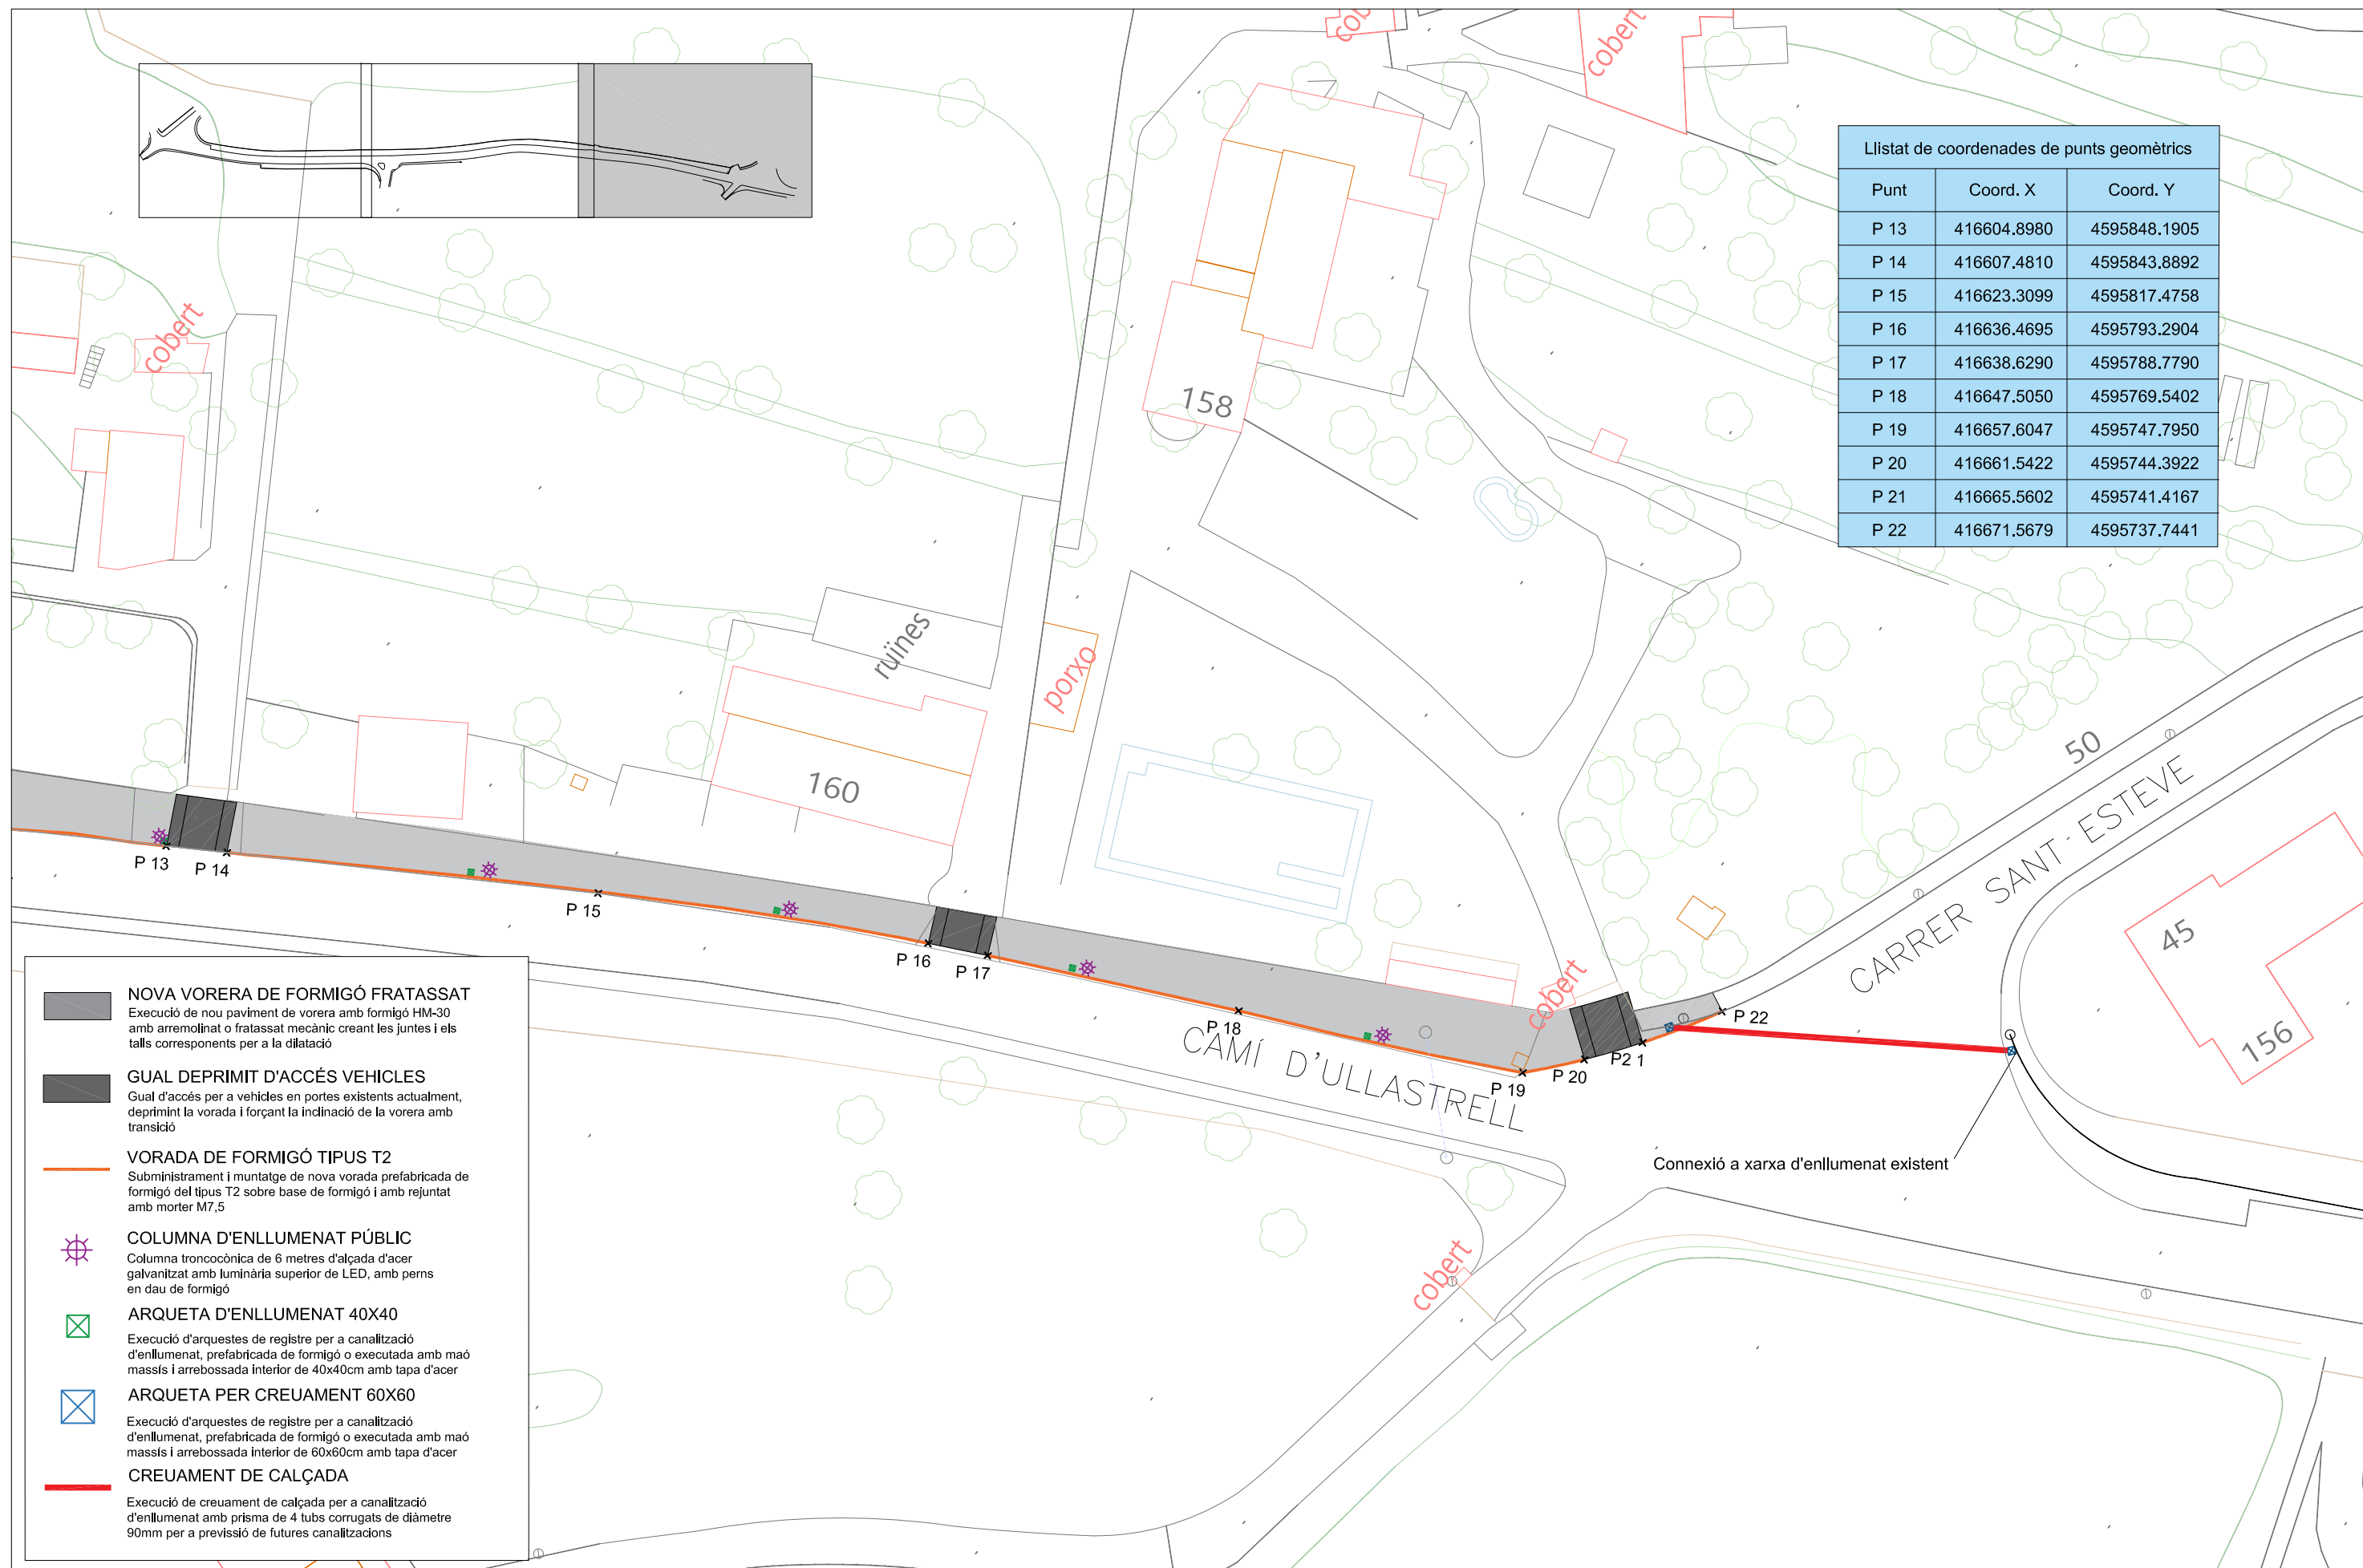 cobert
cobert
Llistat de coordenades de punts geomètrics
Punt Coord. X Coord. Y
P 13 416604.8980 4595848.1905
P 14 416607.4810 4595843.8892
P 15 416623.3099 4595817.4758
P 16 416636.4695 4595793.2904
P 17 416638.6290 4595788.7790
P 18 416647.5050 4595769.5402
P 19 416657.6047 4595747.7950
P 20 416661.5422 4595744.3922
P 21 416665.5602 4595741.4167
P 22 416671.5679 4595737.7441
cobert
158
ruïnes
porxo
160
50
CARRER SANT ESTEVE
45
156
P 13
P 14
P 15
P 16
P 17
P 18
P 19
P 20
P2 1
P 22
cobert
CAMÍ D'ULLASTRELL
Connexió a xarxa d'enllumenat existent
cobert
NOVA VORERA DE FORMIGÓ FRATASSAT
Execució de nou paviment de vorera amb formigó HM-30
amb arremolinat o fratassat mecànic creant les juntes i els
talls corresponents per a la dilatació
GUAL DEPRIMIT D'ACCÉS VEHICLES
Gual d'accés per a vehicles en portes existents actualment,
deprimint la vorada i forçant la inclinació de la vorera amb
transició
VORADA DE FORMIGÓ TIPUS T2
Subministrament i muntatge de nova vorada prefabricada de
formigó del tipus T2 sobre base de formigó i amb rejuntat
amb morter M7,5
COLUMNA D'ENLLUMENAT PÚBLIC
Columna troncocònica de 6 metres d'alçada d'acer
galvanitzat amb luminària superior de LED, amb perns
en dau de formigó
ARQUETA D'ENLLUMENAT 40X40
Execució d'arquestes de registre per a canalització
d'enllumenat, prefabricada de formigó o executada amb maó
massís i arrebossada interior de 40x40cm amb tapa d'acer
ARQUETA PER CREUAMENT 60X60
Execució d'arquestes de registre per a canalització
d'enllumenat, prefabricada de formigó o executada amb maó
massís i arrebossada interior de 60x60cm amb tapa d'acer
CREUAMENT DE CALÇADA
Execució de creuament de calçada per a canalització
d'enllumenat amb prisma de 4 tubs corrugats de diàmetre
90mm per a previssió de futures canalitzacions